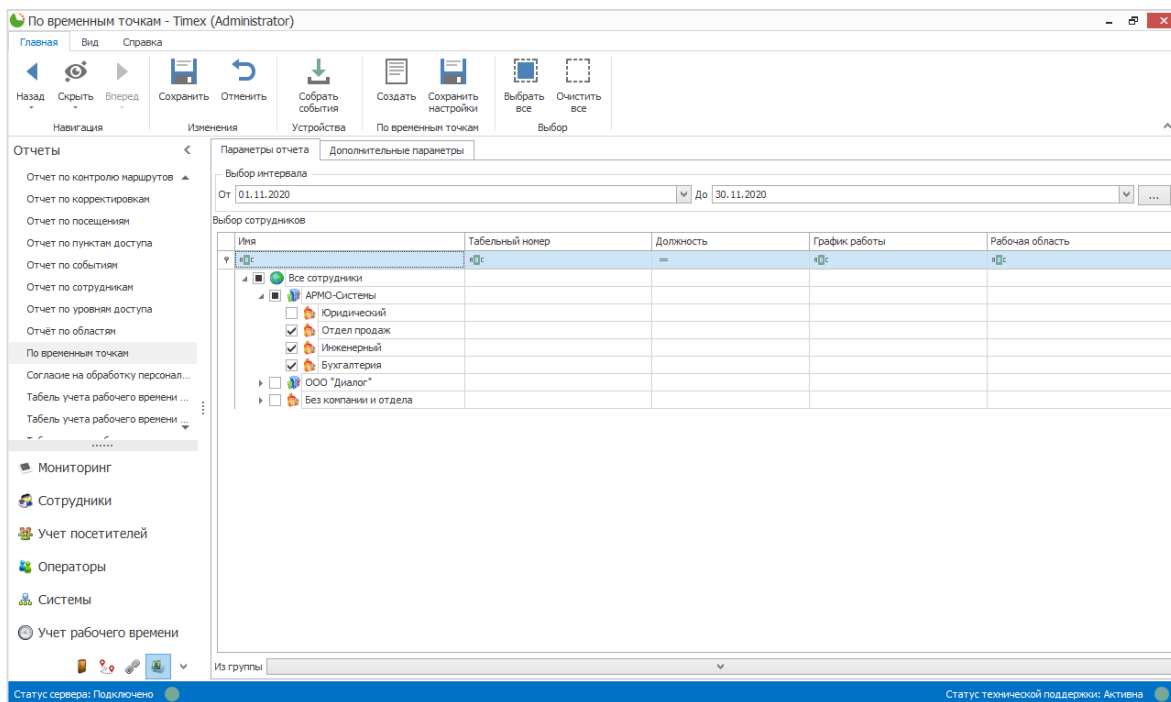 По временным точкам - Timex (Administrator)
Главная Вид Справка
Назад Скрыть Вперед Сохранить Отменить Собрать события Создать Сохранить настройки Выбрать все Очистить все
Навигация Изменения Устройства По временным точкам Выбор
Отчеты
Отчет по контролю маршрутов
Отчет по корректировкам
Отчет по посещениям
Отчет по пунктам доступа
Отчет по событиям
Отчет по сотрудникам
Отчет по уровням доступа
Отчёт по областям
По временным точкам
Согласие на обработку персонал...
Табель учета рабочего времени ...
Табель учета рабочего времени ...
Мониторинг
Сотрудники
Учет посетителей
Операторы
Системы
Учет рабочего времени
Параметры отчета Дополнительные параметры
Выбор интервала
От 01.11.2020 До 30.11.2020 ...
Выбор сотрудников
Имя Табельный номер Должность График работы Рабочая область
Все сотрудники
АРМО-Системы
Юридический
Отдел продаж
Инженерный
Бухгалтерия
ООО "Диалог"
Без компании и отдела
Из группы
Статус сервера: Подключено Статус технической поддержки: Активна